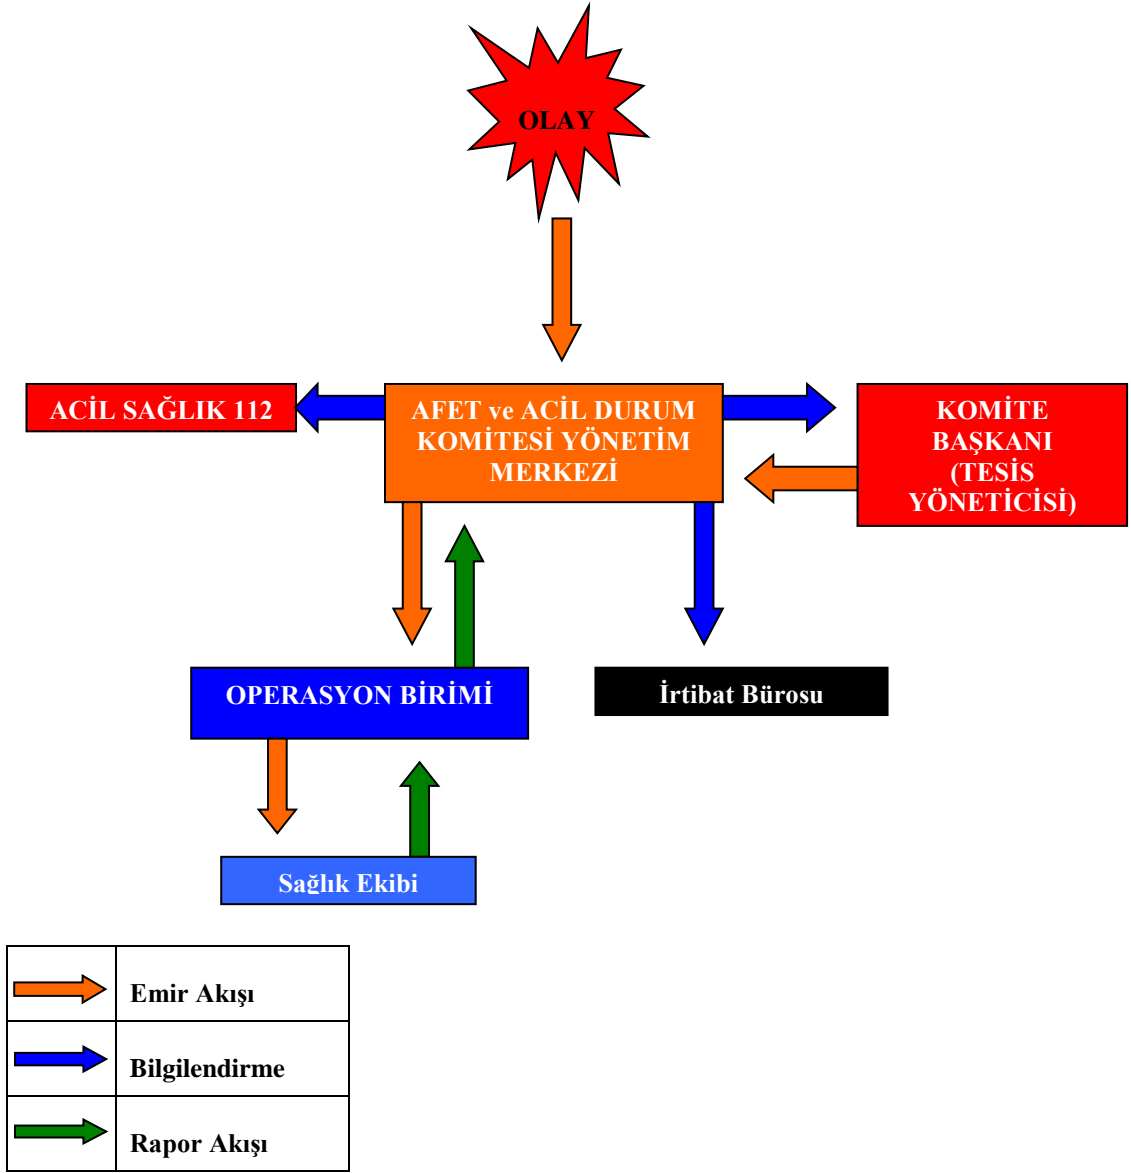 OLAY
ACİL SAĞLIK 112
AFET ve ACİL DURUM
KOMİTESİ YÖNETİM
MERKEZİ
KOMİTE
BAŞKANI
(TESİS
YÖNETİCİSİ)
OPERASYON BİRİMİ
İrtibat Bürosu
Sağlık Ekibi
Emir Akışı
Bilgilendirme
Rapor Akışı